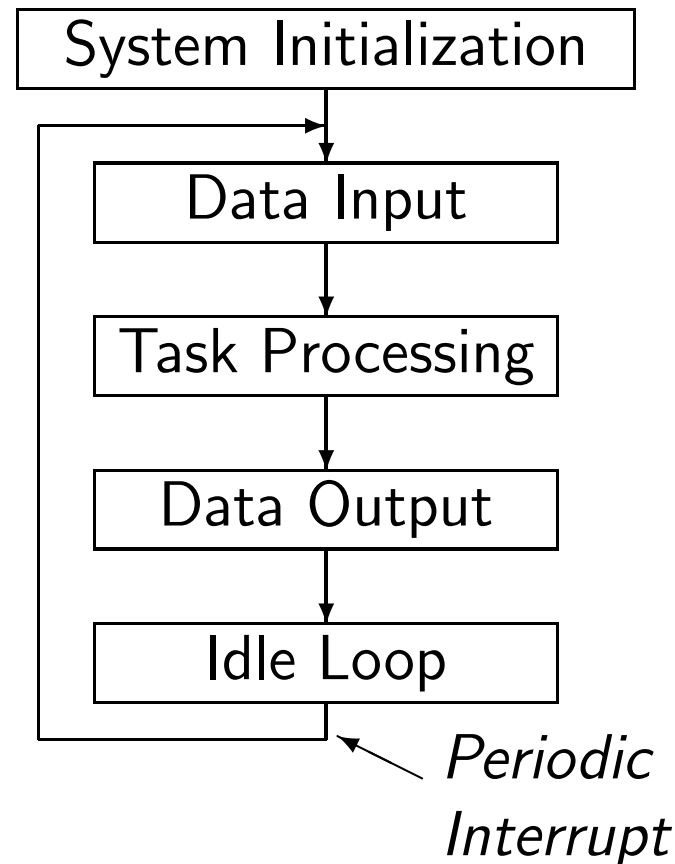 System Initialization
Data Input
Task Processing
Data Output
Idle Loop
Periodic
Interrupt